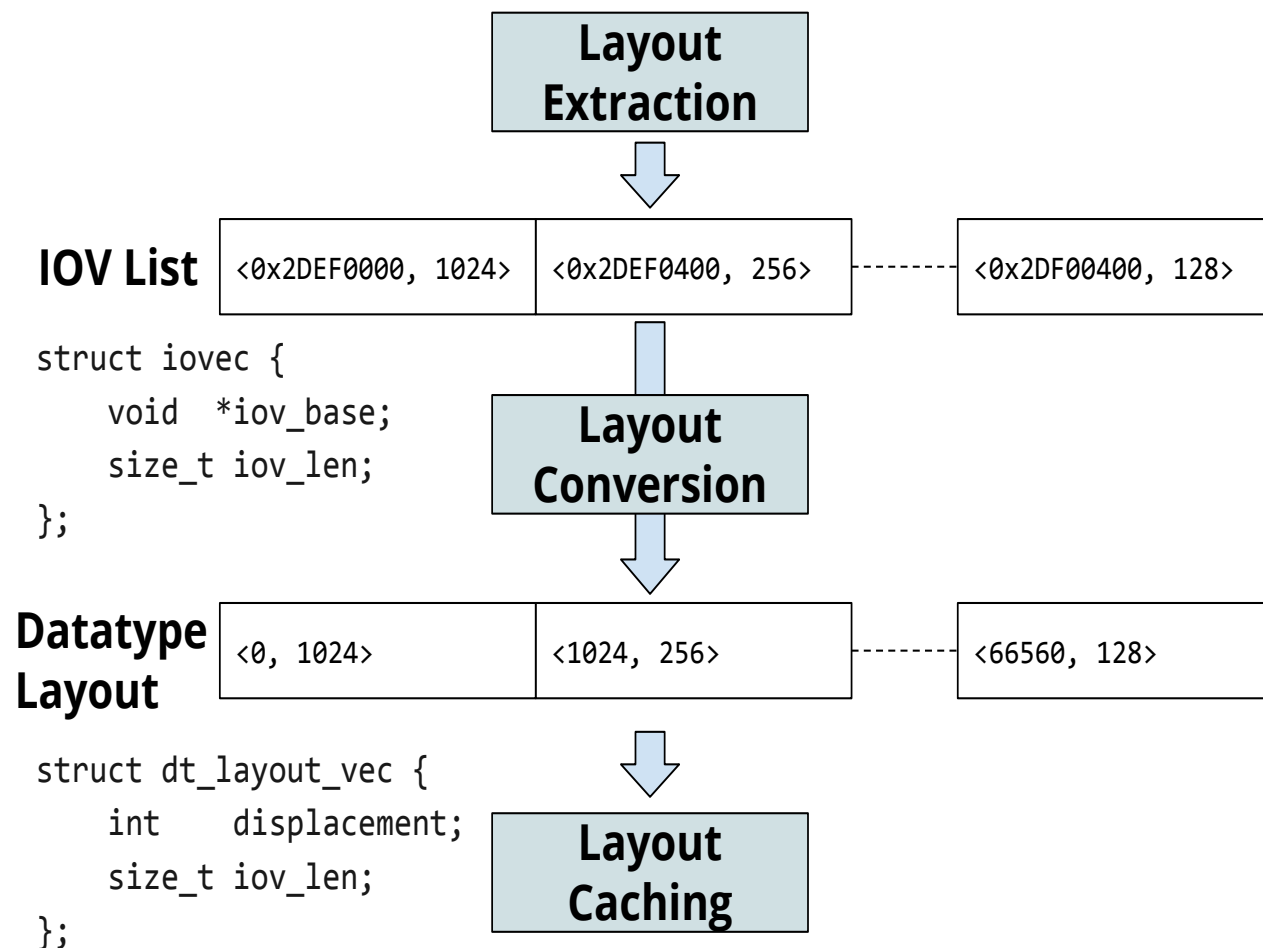 Layout
Extraction
IOV List <0x2DEF0000, 1024> <0x2DEF0400, 256> <0x2DF00400, 128>
struct iovec {
    void  *iov_base;
    size_t iov_len;
};
Layout
Conversion
Datatype
Layout
<0, 1024> <1024, 256> <66560, 128>
struct dt_layout_vec {
    int    displacement;
    size_t iov_len;
};
Layout
Caching